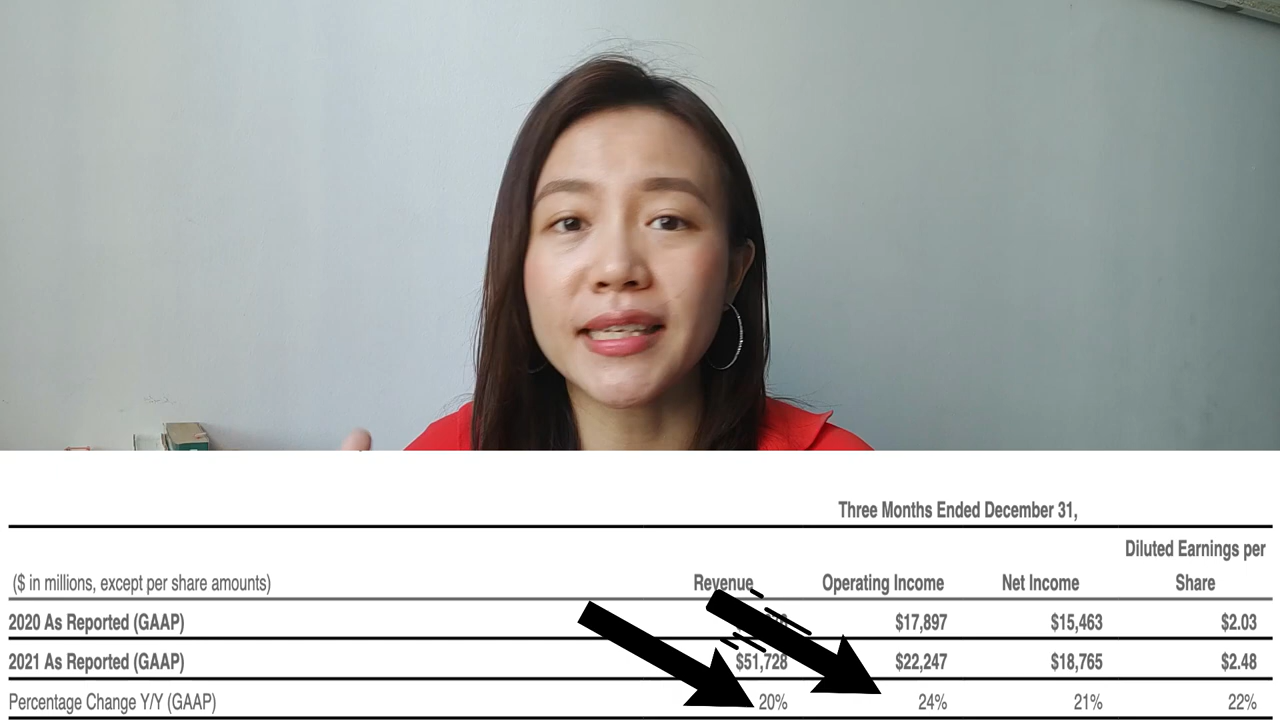 Three Months Ended December 31,
Diluted Earnings per
($ in millions, except per share amounts) Revenue Operating Income Net Income Share
2020 As Reported (GAAP) $17,897 $15,463 $2.03
2021 As Reported (GAAP) $51,728 $22,247 $18,765 $2.48
Percentage Change Y/Y (GAAP) 20% 24% 21% 22%